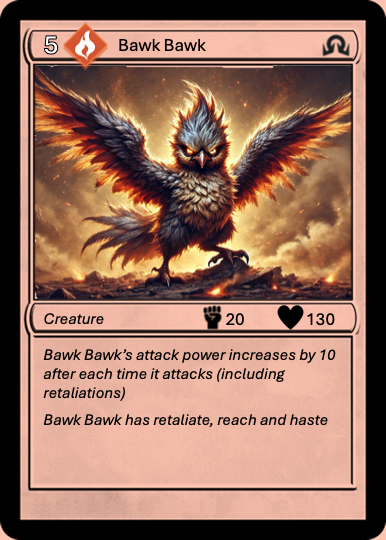 5 Bawk Bawk
Creature 20 130
Bawk Bawk's attack power increases by 10
after each time it attacks (including
retaliations)
Bawk Bawk has retaliate, reach and haste